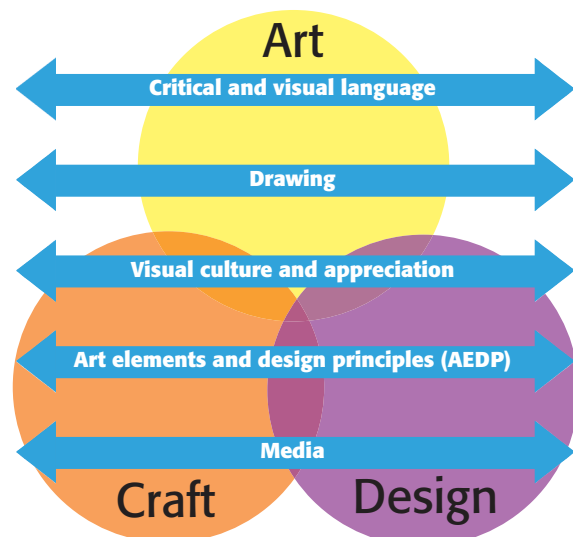 Art
Critical and visual language
Drawing
Visual culture and appreciation
Art elements and design principles (AEDP)
Media
Craft
Design